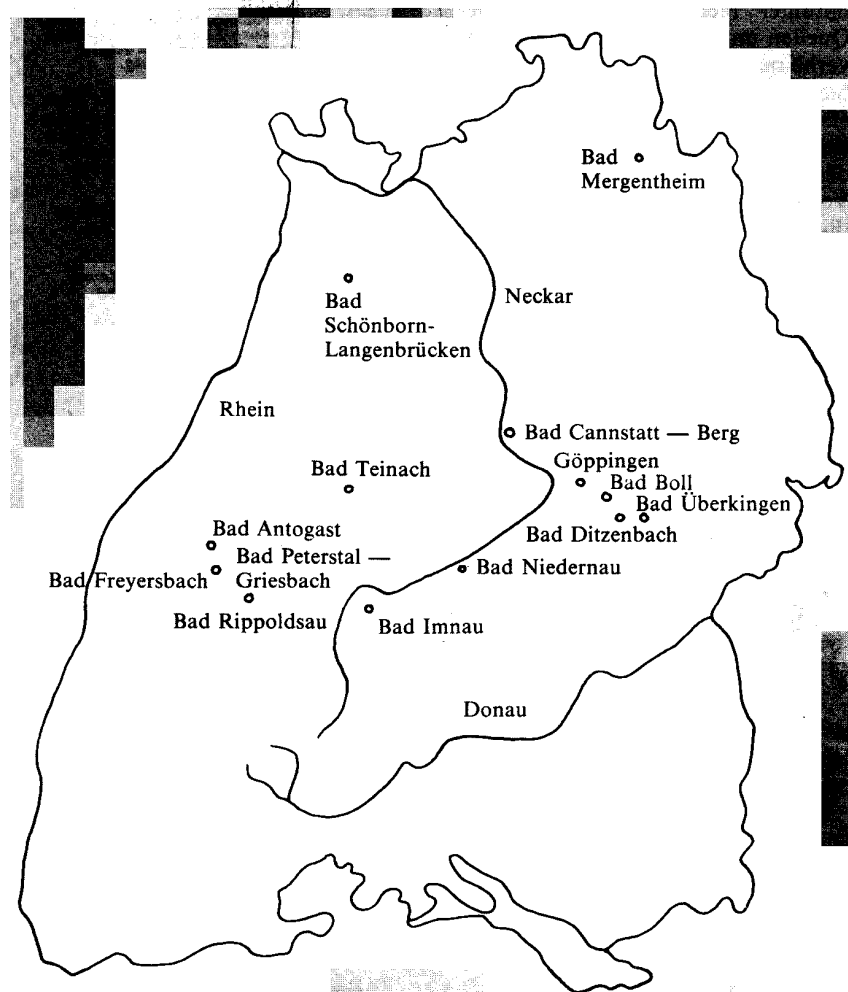 Bad
Mergentheim
Neckar
Bad
Schönborn-
Langenbrücken
Rhein
Bad Cannstatt — Berg
Göppingen
Bad Teinach
Bad Boll
Bad Überkingen
Bad Antogast
Bad Ditzenbach
Bad Peterstal —
Griesbach
Bad Freyersbach
Bad Niedernau
Bad Rippoldsau
Bad Imnau
Donau